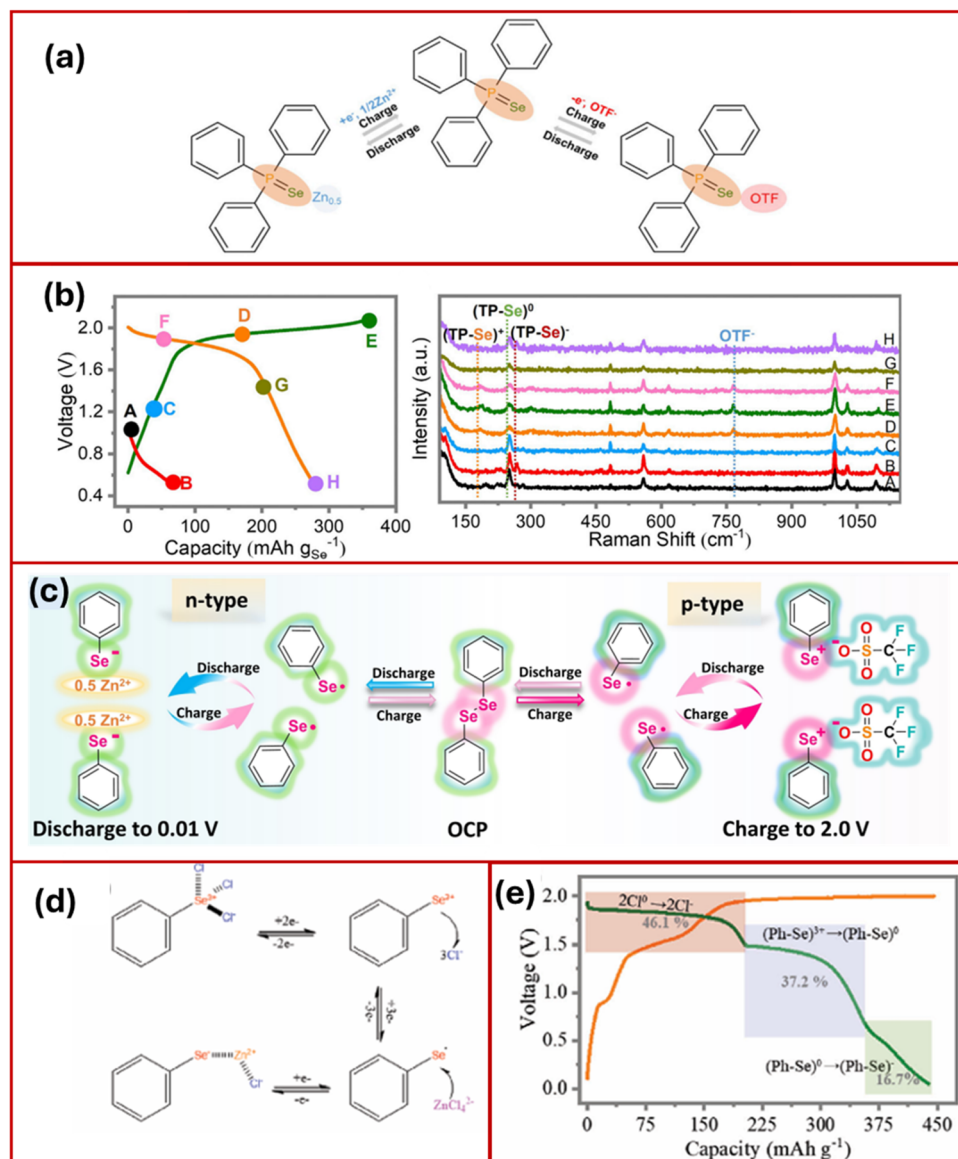 (a)
P
Se
+e⁻, 1/2Zn²⁺
Charge
Discharge
-e⁻, OTF⁻
Charge
Discharge
P
Se
Zn₀.₅
P
Se
OTF
(b)
Voltage (V)
2.0
1.6
1.2
0.8
0.4
A
B
C
D
E
F
G
H
0 100 200 300 400
Capacity (mAh gSe⁻¹)
Intensity (a.u.)
(TP-Se)⁺
(TP-Se)⁰
(TP-Se)⁻
OTF⁻
H
G
F
E
D
C
B
A
150 300 450 600 750 900 1050
Raman Shift (cm⁻¹)
(c)
n-type
p-type
Se⁻
0.5 Zn²⁺
0.5 Zn²⁺
Se⁻
Discharge
Charge
Se•
Se•
Discharge
Charge
Se
Se
Discharge
Charge
Se•
Se•
Discharge
Charge
Se⁺
⁻O S O O C F F F
Se⁺
⁻O S O O C F F F
Discharge to 0.01 V
OCP
Charge to 2.0 V
(d)
Cl
Cl
Cl
+2e-
-2e-
Se³⁺
3Cl⁻
-3e-
+3e-
Se⁻
Zn²⁺
Cl⁻
+e-
-e-
Se•
ZnCl₄²⁻
(e)
Voltage (V)
2.0
1.5
1.0
0.5
0.0
2Cl⁰→2Cl⁻
46.1 %
(Ph-Se)³⁺→(Ph-Se)⁰
37.2 %
(Ph-Se)⁰→(Ph-Se)⁻
16.7%
0 75 150 225 300 375 450
Capacity (mAh g⁻¹)